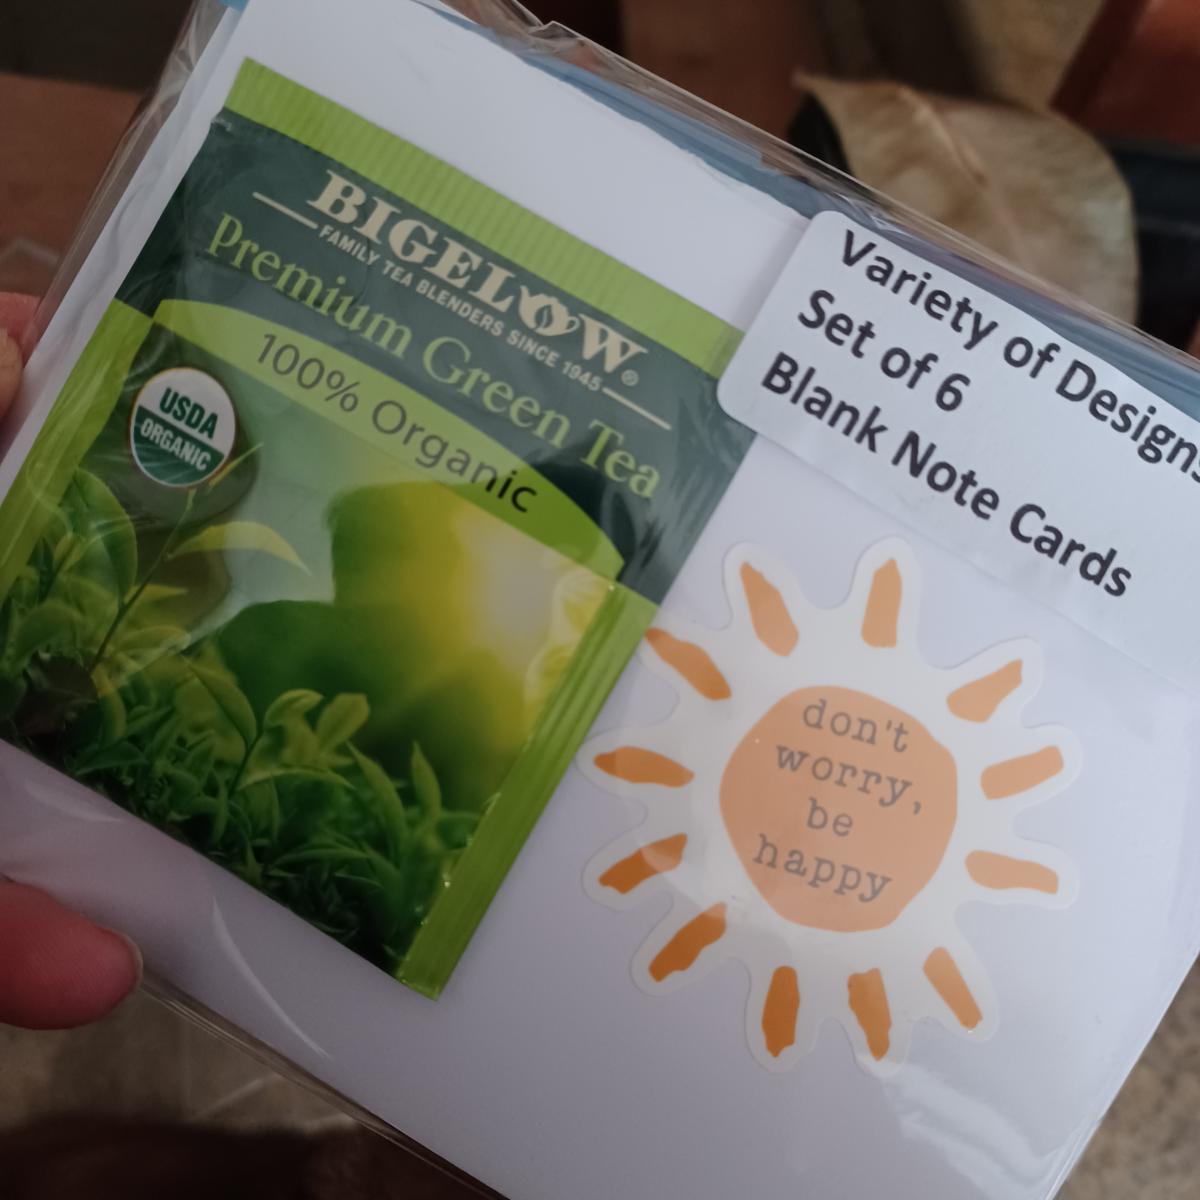 BIGELOW®
FAMILY TEA BLENDERS SINCE 1945
Premium Green Tea
100% Organic
USDA
ORGANIC
Variety of Designs
Set of 6
Blank Note Cards
don't
worry,
be
happy